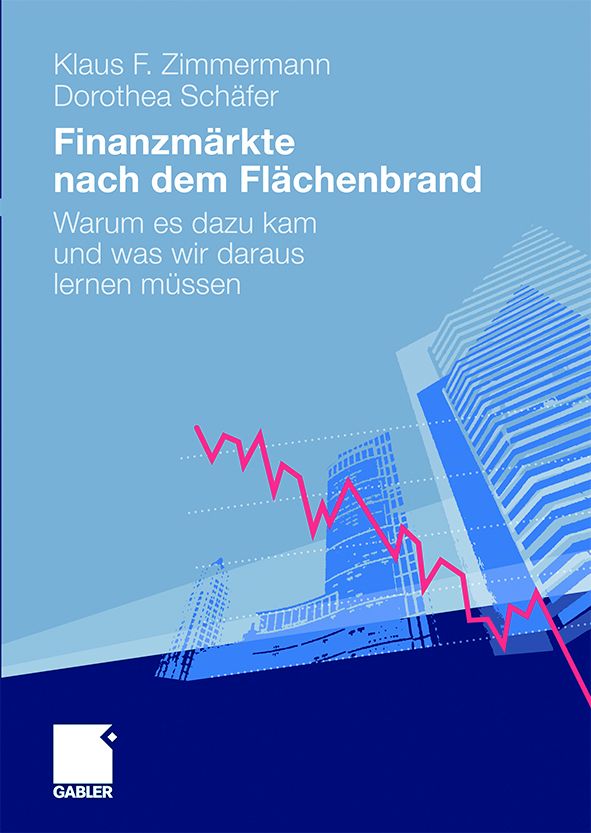 Klaus F. Zimmermann
Dorothea Schäfer
Finanzmärkte
nach dem Flächenbrand
Warum es dazu kam
und was wir daraus
lernen müssen
GABLER